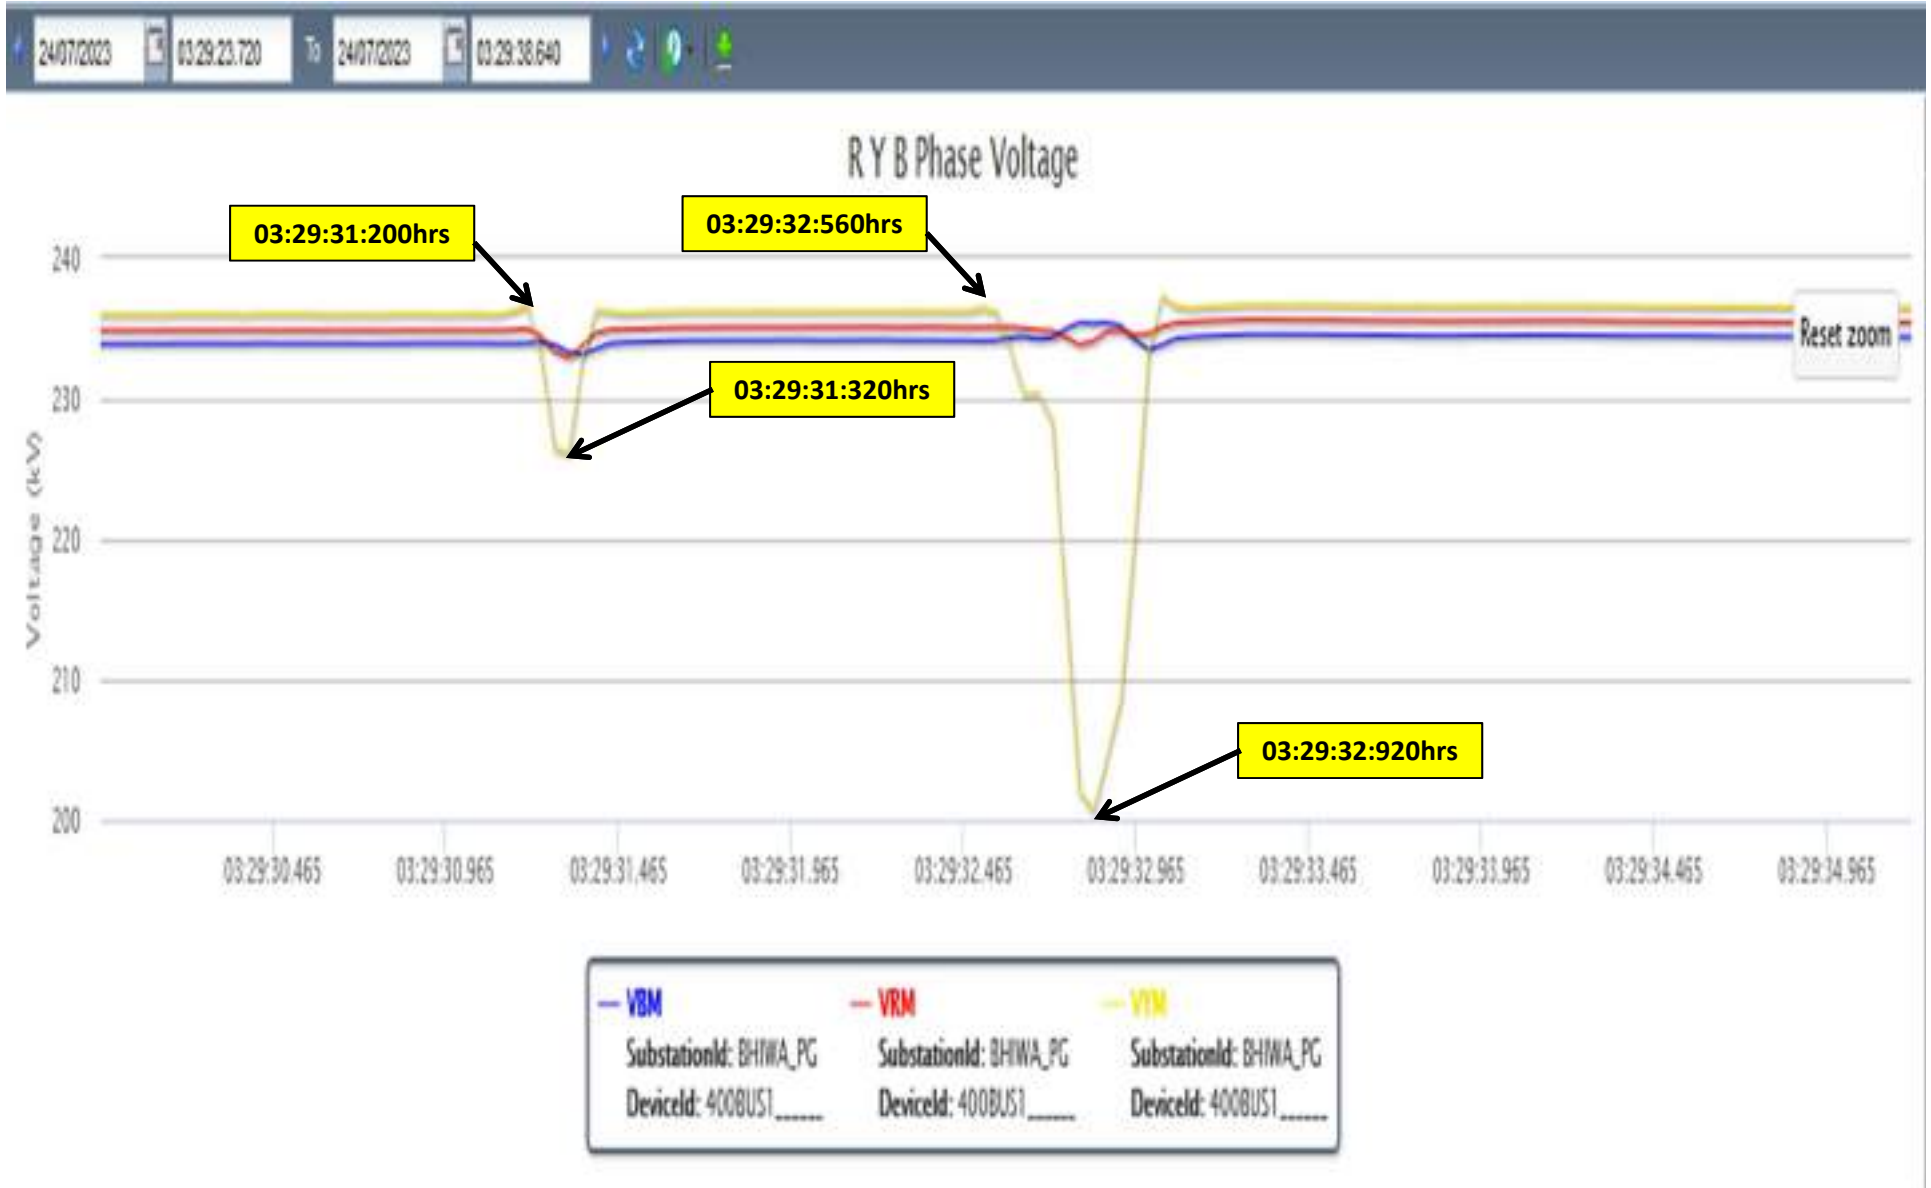 24/07/2023 03:29:23.720 To 24/07/2023 03:29:38.640
R Y B Phase Voltage
03:29:31:200hrs
03:29:32:560hrs
240
Reset zoom
03:29:31:320hrs
230
Voltage (kV)
220
210
03:29:32:920hrs
200
03:29:30.465 03:29:30.965 03:29:31.465 03:29:31.965 03:29:32.465 03:29:32.965 03:29:33.465 03:29:33.965 03:29:34.465 03:29:34.965
VBM VRM VYM
SubstationId: BHIWA_PG SubstationId: BHIWA_PG SubstationId: BHIWA_PG
DeviceId: 400BUS1______ DeviceId: 400BUS1______ DeviceId: 400BUS1______